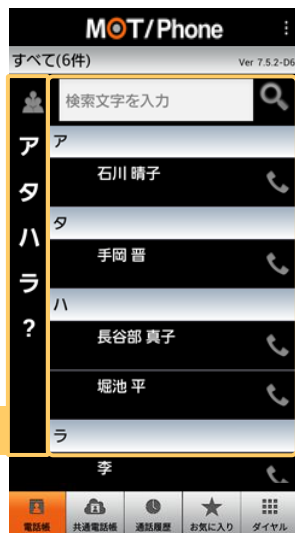 MOT/Phone
すべて(6件)
Ver 7.5.2-D6
検索文字を入力
ア
タ
ハ
ラ
?
ア
石川 晴子
タ
手岡 晋
ハ
長谷部 真子
堀池 平
ラ
李
電話帳
共通電話帳
通話履歴
お気に入り
ダイヤル